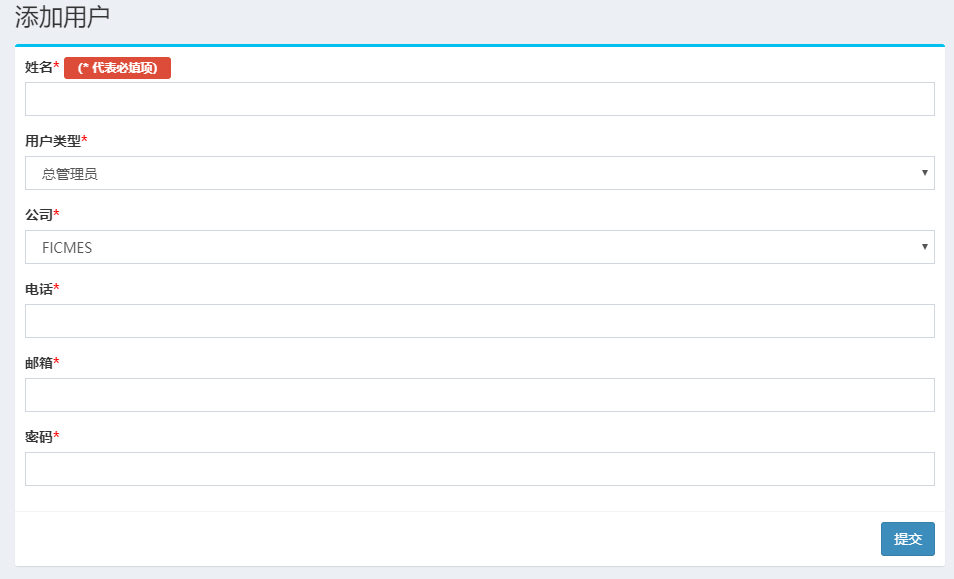 添加用户
姓名* (* 代表必填项)
用户类型*
总管理员
公司*
FICMES
电话*
邮箱*
密码*
提交